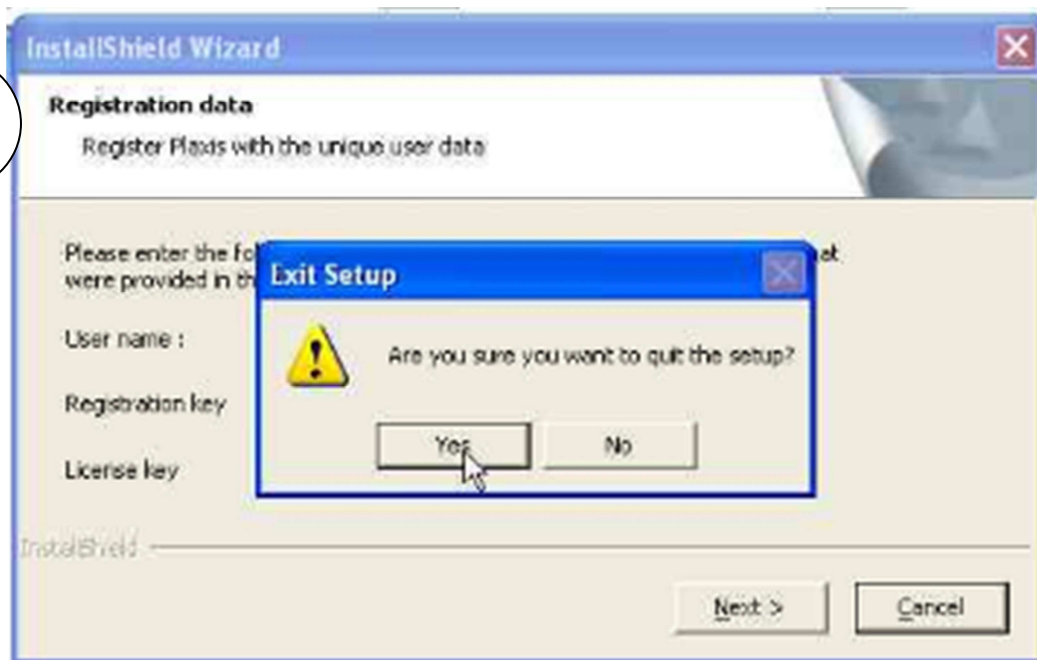 InstallShield Wizard
Registration data
Register Plaxis with the unique user data
Please enter the fo
at
were provided in th
Exit Setup
Are you sure you want to quit the setup?
User name :
Registration key
Yes
No
License key
InstallShield
Next >
Cancel